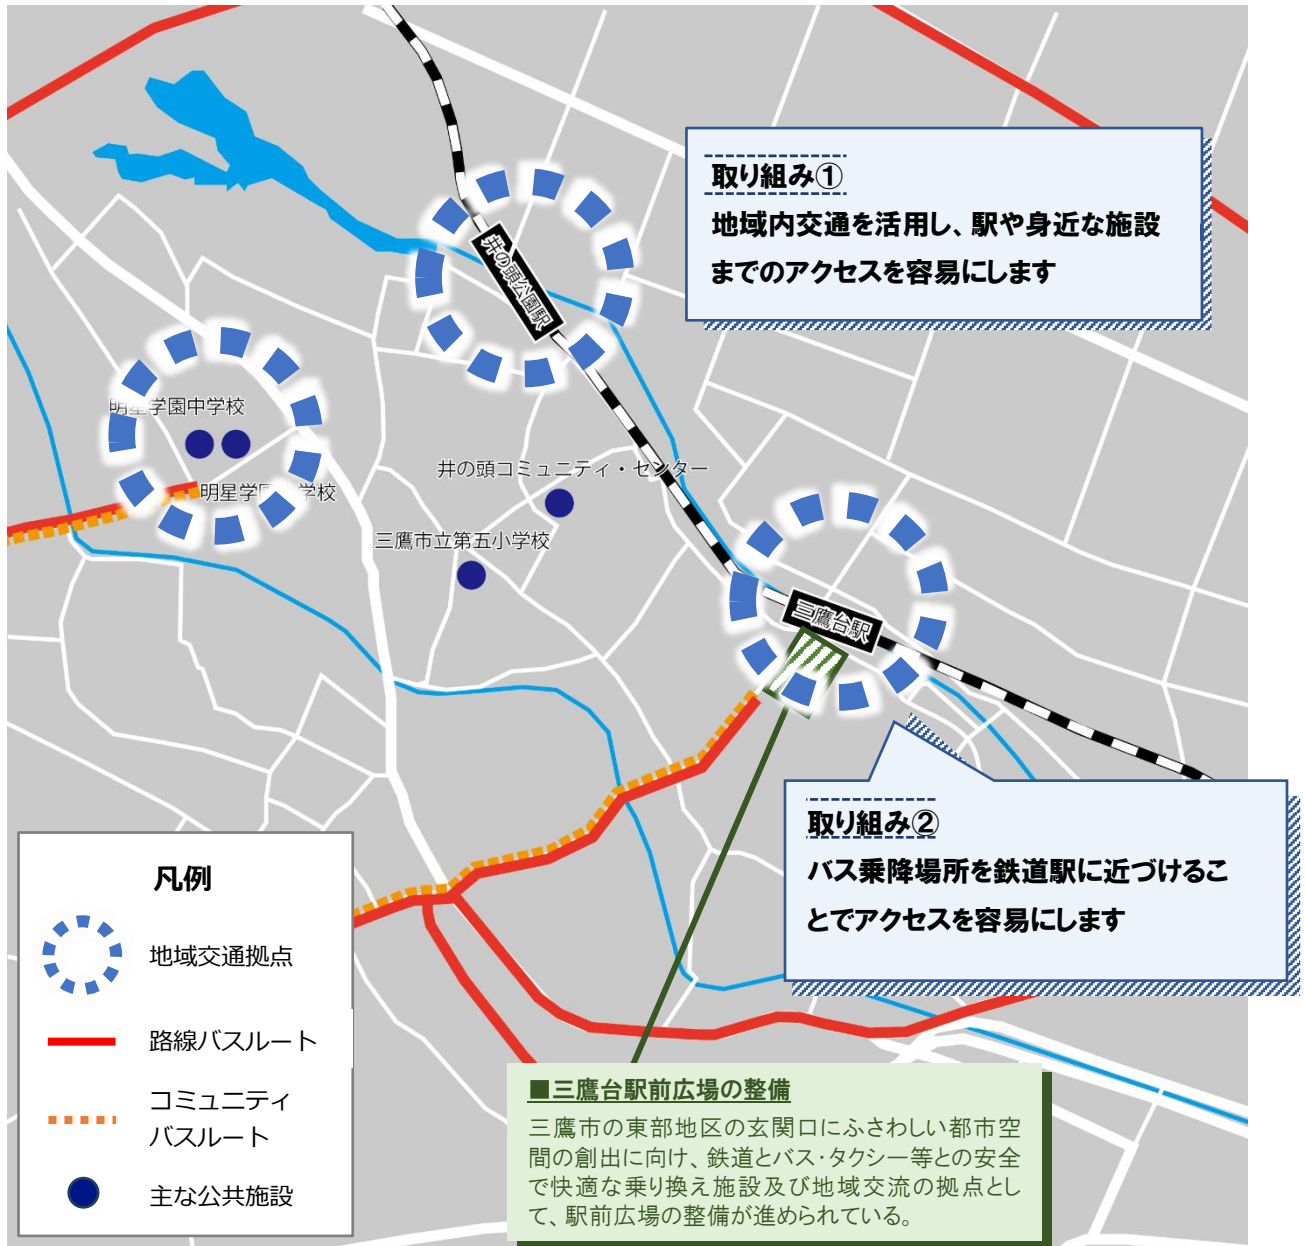 取り組み①
地域内交通を活用し、駅や身近な施設
までのアクセスを容易にします
井の頭公園駅
明星学園中学校
井の頭コミュニティ・センター
明星学
学校
三鷹市立第五小学校
三鷹台駅
取り組み②
バス乗降場所を鉄道駅に近づけるこ
とでアクセスを容易にします
凡例
地域交通拠点
路線バスルート
コミュニティ
バスルート
主な公共施設
■三鷹台駅前広場の整備
三鷹市の東部地区の玄関口にふさわしい都市空
間の創出に向け、鉄道とバス・タクシー等との安全
で快適な乗り換え施設及び地域交流の拠点とし
て、駅前広場の整備が進められている。